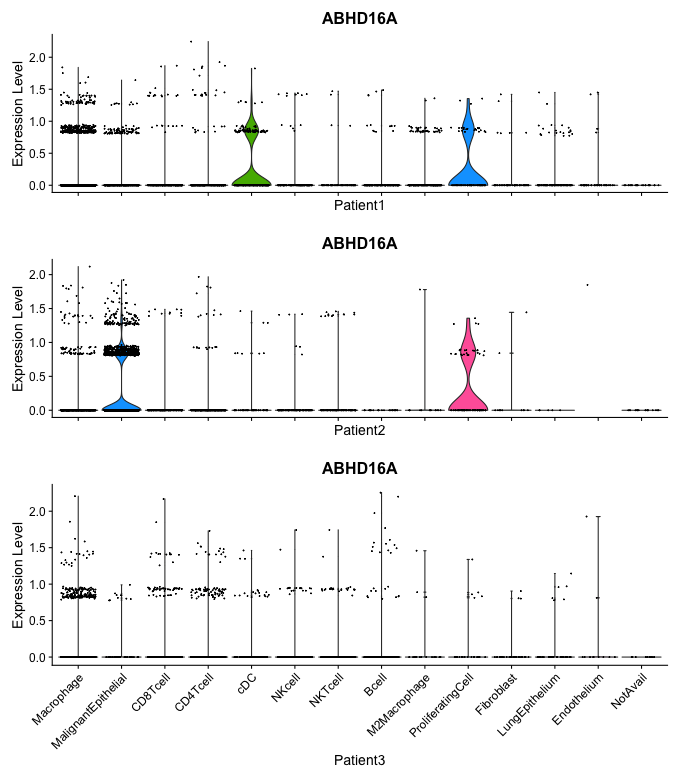 ABHD16A
Expression Level
2.0
1.5
1.0
0.5
0.0
Patient1
ABHD16A
Expression Level
2.0
1.5
1.0
0.5
0.0
Patient2
ABHD16A
Expression Level
2.0
1.5
1.0
0.5
0.0
Macrophage
MalignantEpithelial
CD8Tcell
CD4Tcell
cDC
NKcell
NKTcell
Bcell
M2Macrophage
ProliferatingCell
Fibroblast
LungEpithelium
Endothelium
NotAvail
Patient3